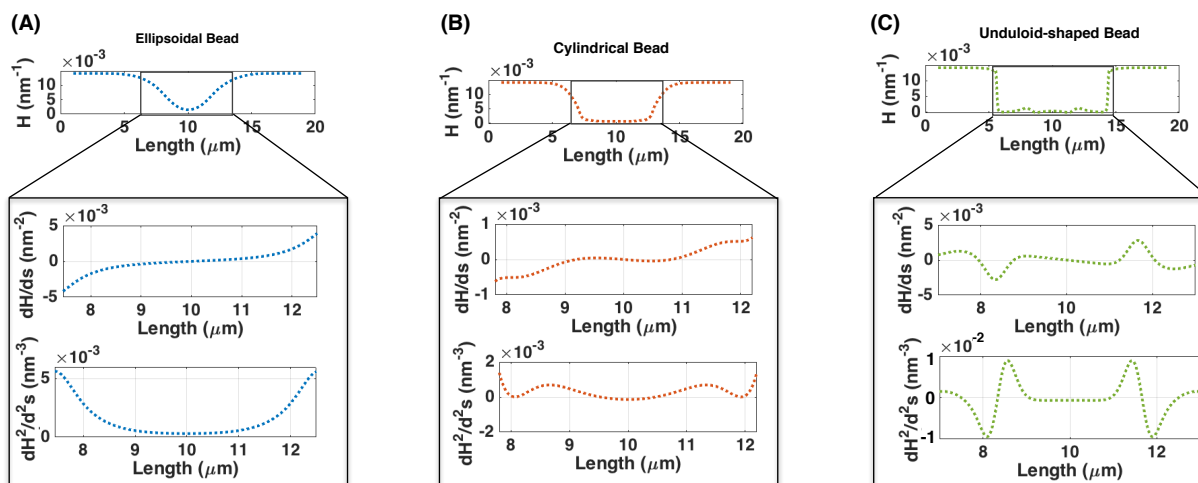 (A)
Ellipsoidal Bead
×10⁻³
H (nm⁻¹)
10
5
0
0 5 10 15 20
Length (μm)
×10⁻³
dH/ds (nm⁻²)
5
0
-5
8 9 10 11 12
Length (μm)
×10⁻³
dH²/d²s (nm⁻³)
5
0
8 9 10 11 12
Length (μm)
(B)
Cylindrical Bead
×10⁻³
H (nm⁻¹)
10
5
0
0 5 10 15 20
Length (μm)
×10⁻³
dH/ds (nm⁻²)
1
0
-1
8 9 10 11 12
Length (μm)
×10⁻³
dH²/d²s (nm⁻³)
2
0
-2
8 9 10 11 12
Length (μm)
(C)
Unduloid-shaped Bead
×10⁻³
H (nm⁻¹)
10
5
0
0 5 10 15 20
Length (μm)
×10⁻³
dH/ds (nm⁻²)
5
0
-5
8 10 12
Length (μm)
×10⁻²
dH²/d²s (nm⁻³)
1
0
-1
8 10 12
Length (μm)